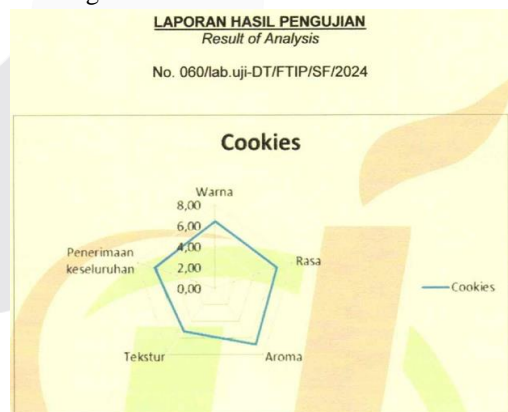 LAPORAN HASIL PENGUJIAN
Result of Analysis
No. 060/lab.uji-DT/FTIP/SF/2024
Cookies
Warna
8,00
6,00
4,00
2,00
0,00
Penerimaan
keseluruhan
Rasa
Cookies
Tekstur
Aroma